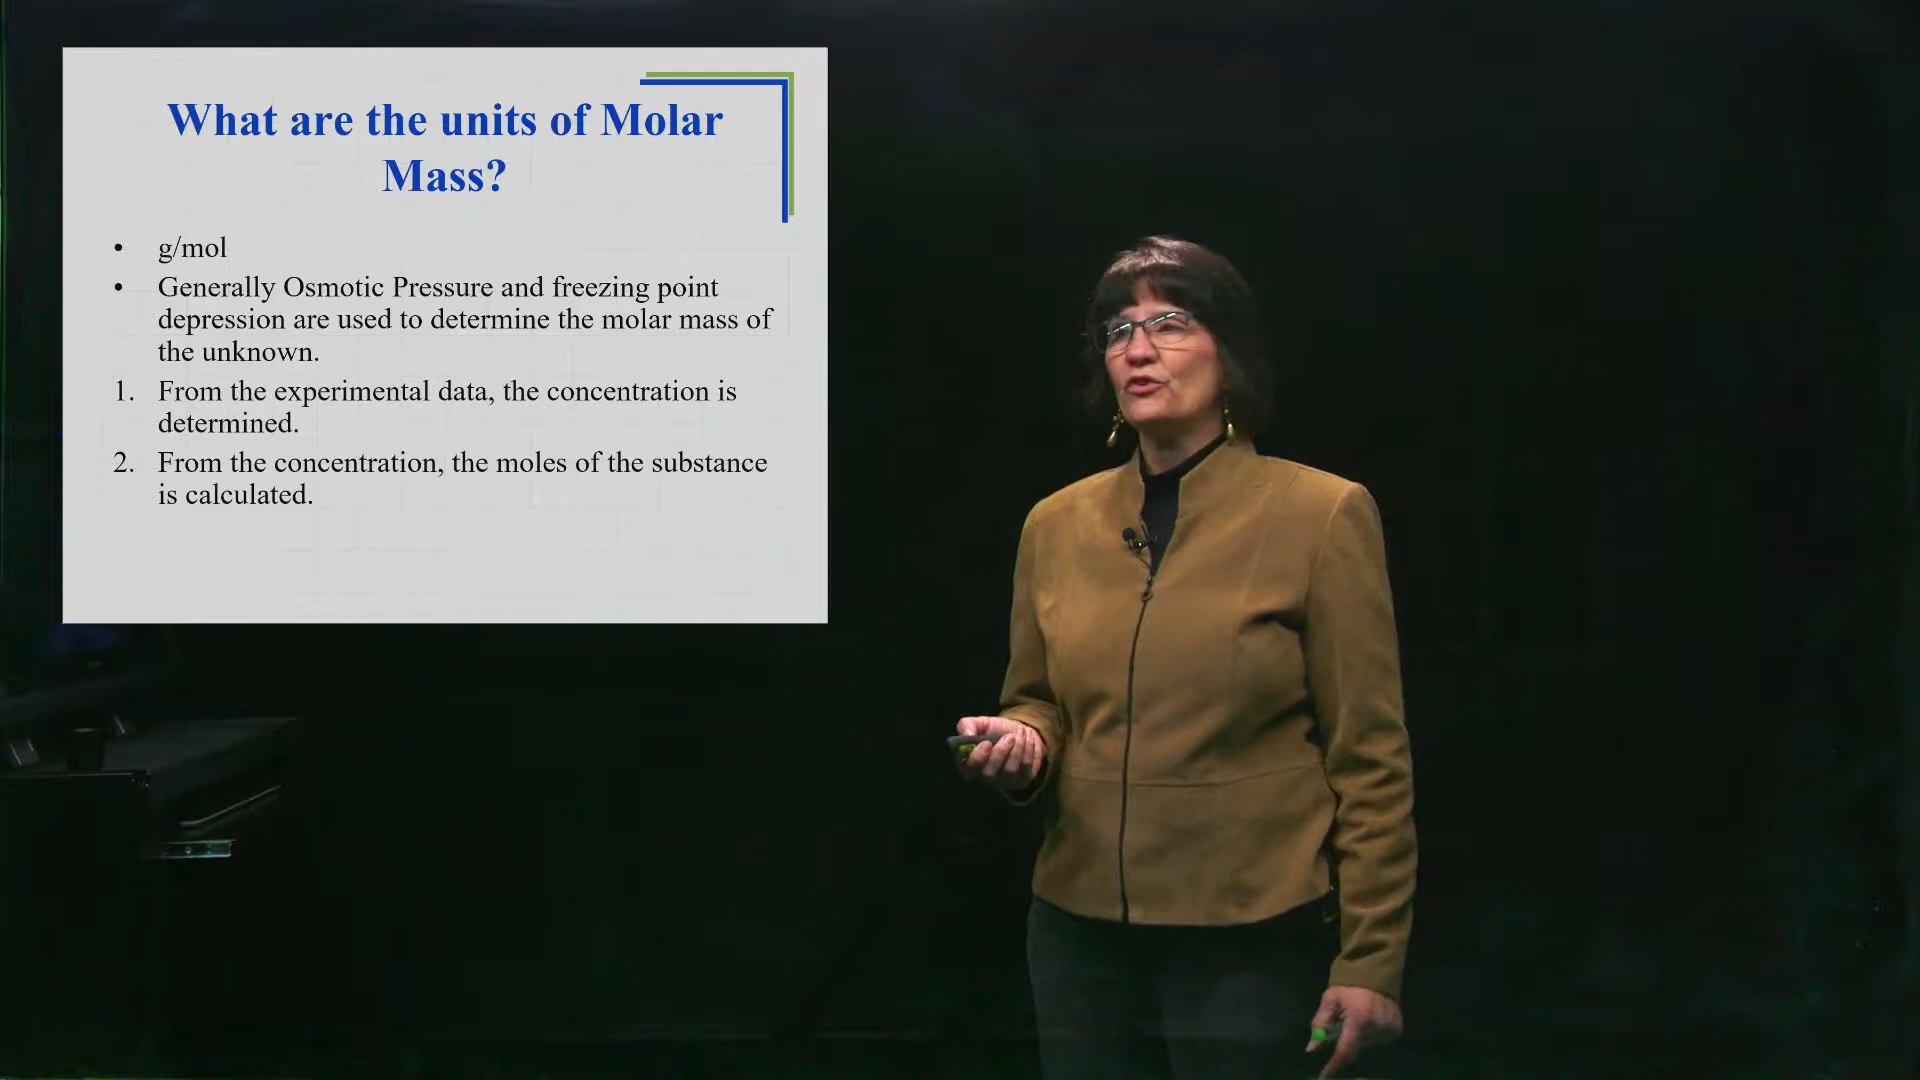 What are the units of Molar
Mass?
• g/mol
• Generally Osmotic Pressure and freezing point
depression are used to determine the molar mass of
the unknown.
1. From the experimental data, the concentration is
determined.
2. From the concentration, the moles of the substance
is calculated.